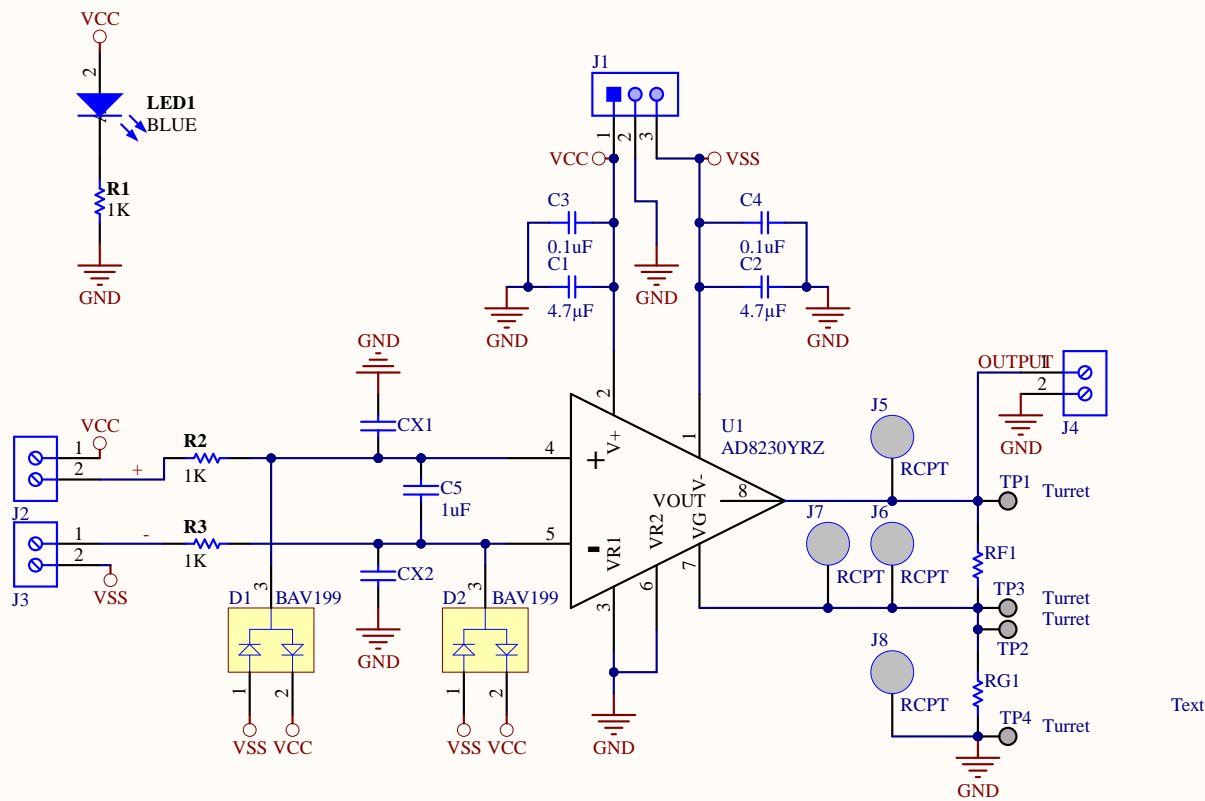 VCC
2
LED1
BLUE
R1
1K
GND
J1
1
2
3
VCC
VSS
C3
0.1uF
C1
4.7µF
GND
GND
C4
0.1uF
C2
4.7µF
GND
GND
CX1
VCC
J2
1
2
+
R2
1K
J3
1
2
-
R3
1K
VSS
C5
1uF
CX2
GND
3
D1
BAV199
1
2
VSS
VCC
3
D2
BAV199
1
2
VSS
VCC
4
5
2
V+
+
-
1
V-
U1
AD8230YRZ
VOUT
8
VG
7
VR2
6
VR1
3
GND
OUTPUT
1
2
J4
GND
J5
RCPT
TP1
Turret
J7
RCPT
J6
RCPT
RF1
TP3
Turret
Turret
TP2
J8
RCPT
RG1
TP4
Turret
GND
Text